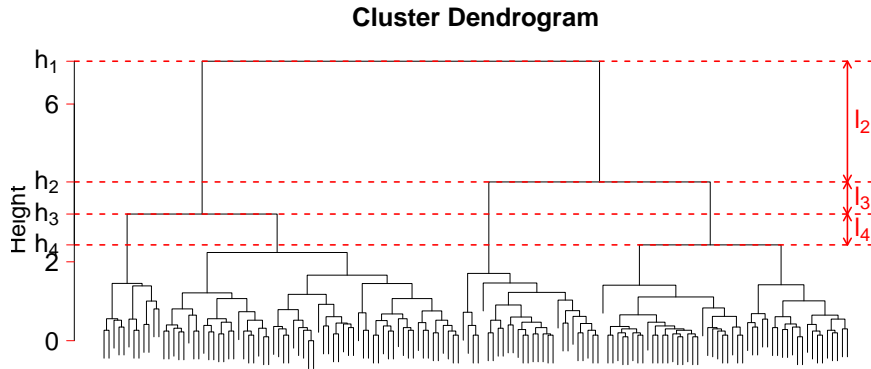 Cluster Dendrogram
h₁
6
h₂
h₃
h₄
2
0
Height
l₂
l₃
l₄